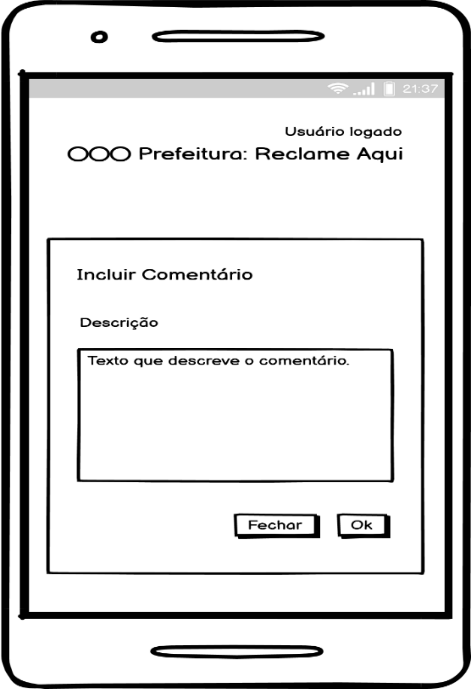 21:37
Usuário logado
OOO Prefeitura: Reclame Aqui
Incluir Comentário
Descrição
Texto que descreve o comentário.
Fechar Ok